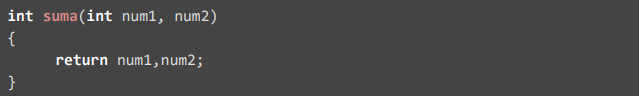 int suma(int num1, num2)
{
return num1,num2;
}